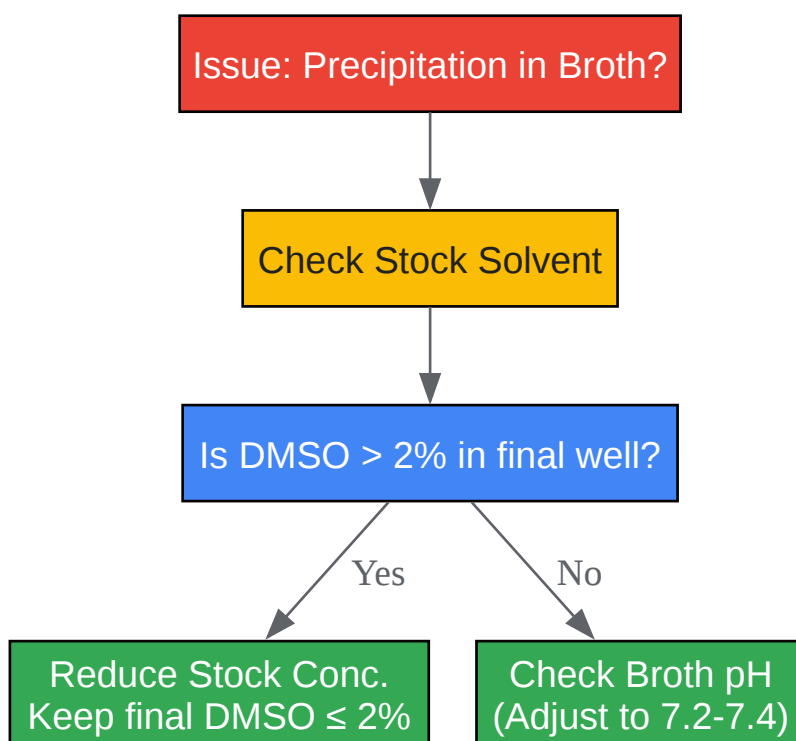 Issue: Precipitation in Broth?
Check Stock Solvent
Is DMSO > 2% in final well?
Yes
No
Reduce Stock Conc.
Keep final DMSO ≤ 2%
Check Broth pH
(Adjust to 7.2-7.4)